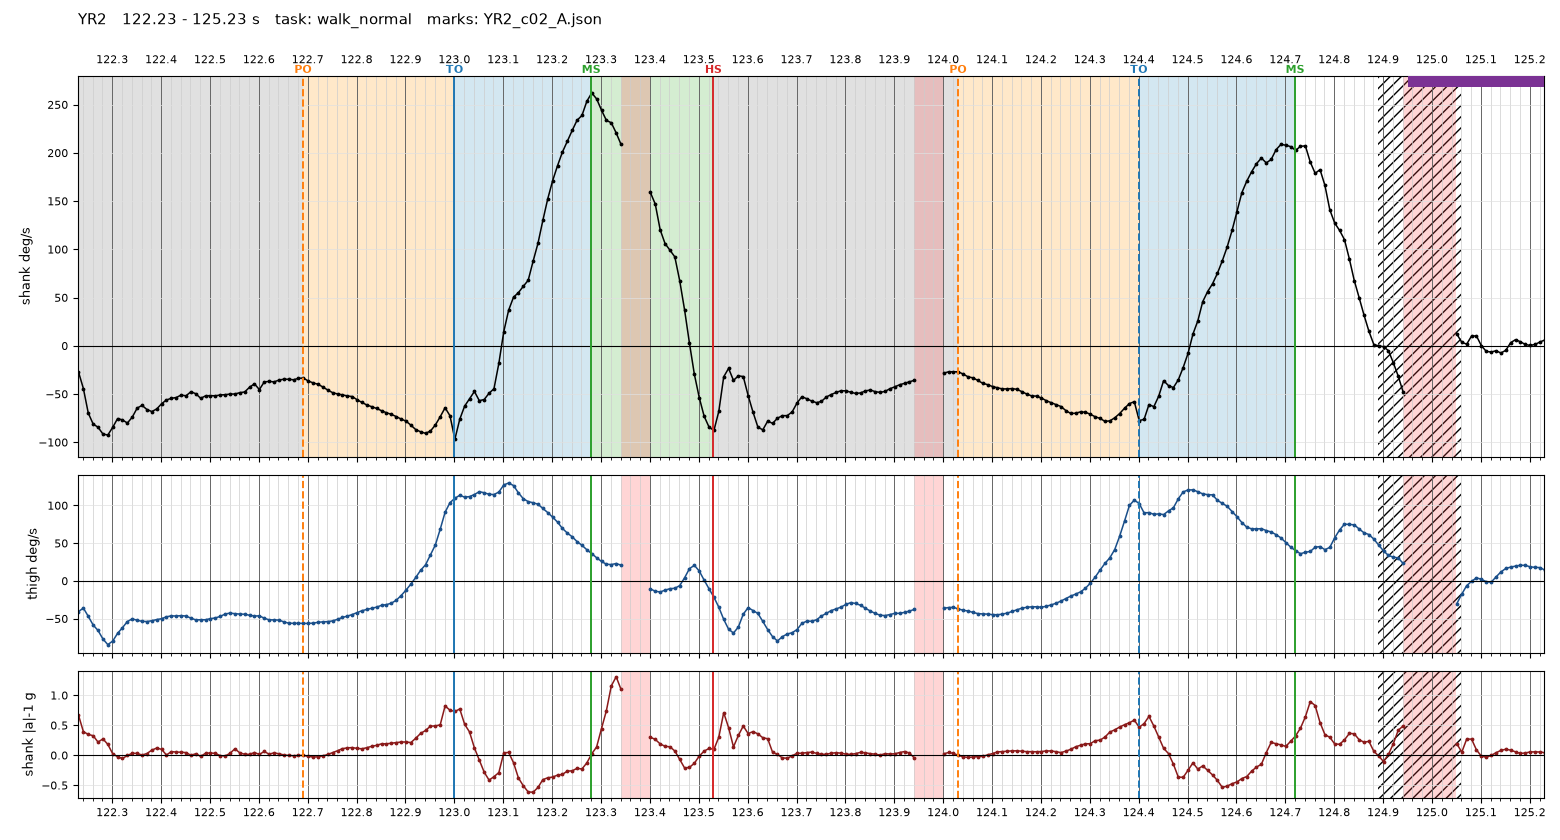 YR2   122.23 - 125.23 s   task: walk_normal   marks: YR2_c02_A.json
122.3 122.4 122.5 122.6 122.7 122.8 122.9 123.0 123.1 123.2 123.3 123.4 123.5 123.6 123.7 123.8 123.9 124.0 124.1 124.2 124.3 124.4 124.5 124.6 124.7 124.8 124.9 125.0 125.1 125.2
PO TO MS HS PO TO MS
shank deg/s
250
200
150
100
50
0
−50
−100
thigh deg/s
100
50
0
−50
shank |a|-1 g
1.0
0.5
0.0
−0.5
122.3 122.4 122.5 122.6 122.7 122.8 122.9 123.0 123.1 123.2 123.3 123.4 123.5 123.6 123.7 123.8 123.9 124.0 124.1 124.2 124.3 124.4 124.5 124.6 124.7 124.8 124.9 125.0 125.1 125.2